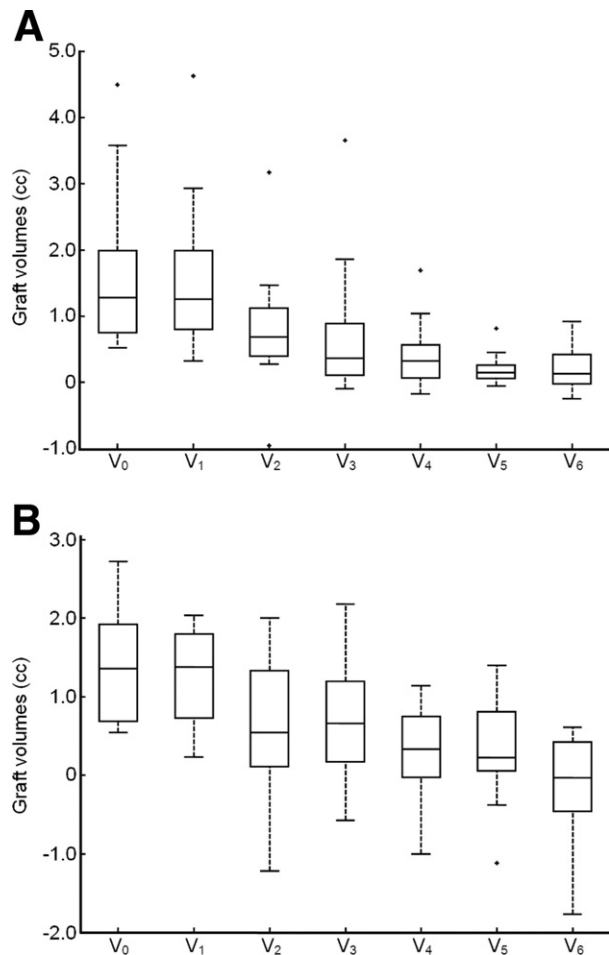 A
Graft volumes (cc)
5.0
4.0
3.0
2.0
1.0
0
-1.0
V₀ V₁ V₂ V₃ V₄ V₅ V₆
B
Graft volumes (cc)
3.0
2.0
1.0
0
-1.0
-2.0
V₀ V₁ V₂ V₃ V₄ V₅ V₆